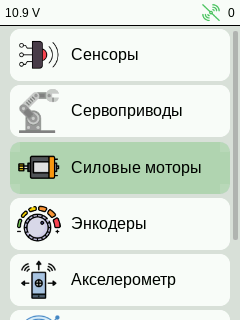 10.9 V 0
Сенсоры
Сервоприводы
Силовые моторы
Энкодеры
Акселерометр